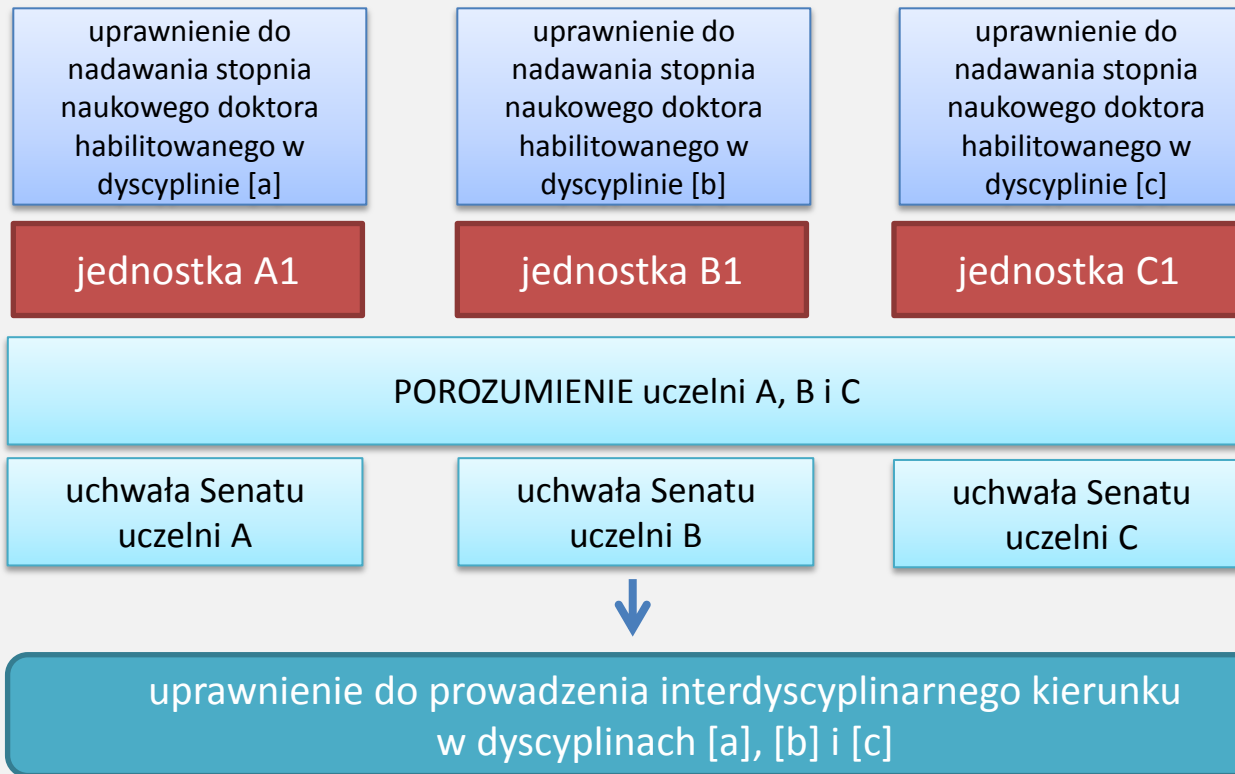 uprawnienie do
nadawania stopnia
naukowego doktora
habilitowanego w
dyscyplinie [a]
uprawnienie do
nadawania stopnia
naukowego doktora
habilitowanego w
dyscyplinie [b]
uprawnienie do
nadawania stopnia
naukowego doktora
habilitowanego w
dyscyplinie [c]
jednostka A1
jednostka B1
jednostka C1
POROZUMIENIE uczelni A, B i C
uchwała Senatu
uczelni A
uchwała Senatu
uczelni B
uchwała Senatu
uczelni C
uprawnienie do prowadzenia interdyscyplinarnego kierunku
w dyscyplinach [a], [b] i [c]